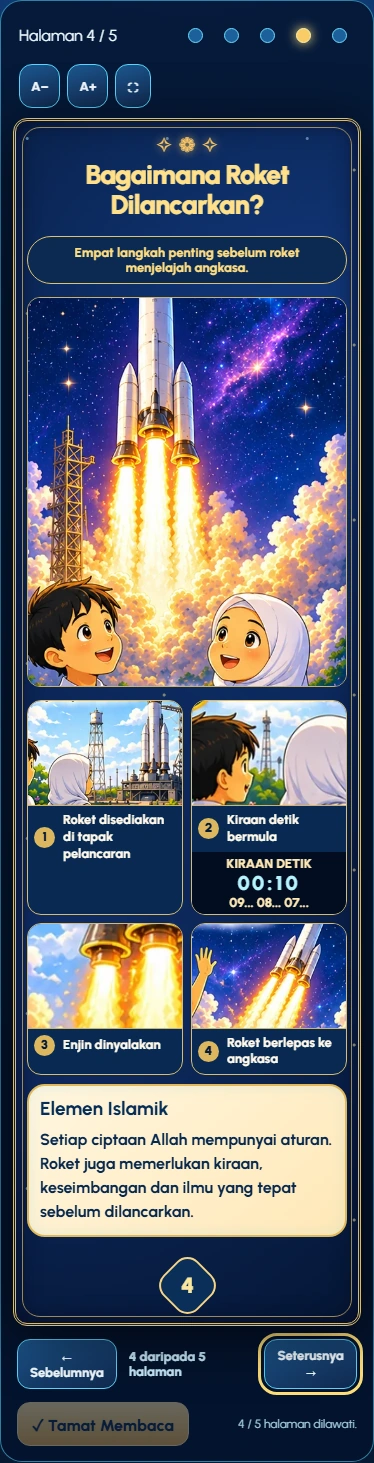 Halaman 4 / 5
A− A+
Bagaimana Roket
Dilancarkan?
Empat langkah penting sebelum roket
menjelajah angkasa.
1
Roket disediakan
di tapak
pelancaran
2
Kiraan detik
bermula
KIRAAN DETIK
00:10
09... 08... 07...
3 Enjin dinyalakan
4
Roket berlepas ke
angkasa
Elemen Islamik
Setiap ciptaan Allah mempunyai aturan.
Roket juga memerlukan kiraan,
keseimbangan dan ilmu yang tepat
sebelum dilancarkan.
4
←
Sebelumnya
4 daripada 5
halaman
Seterusnya
→
✓ Tamat Membaca
4 / 5 halaman dilawati.